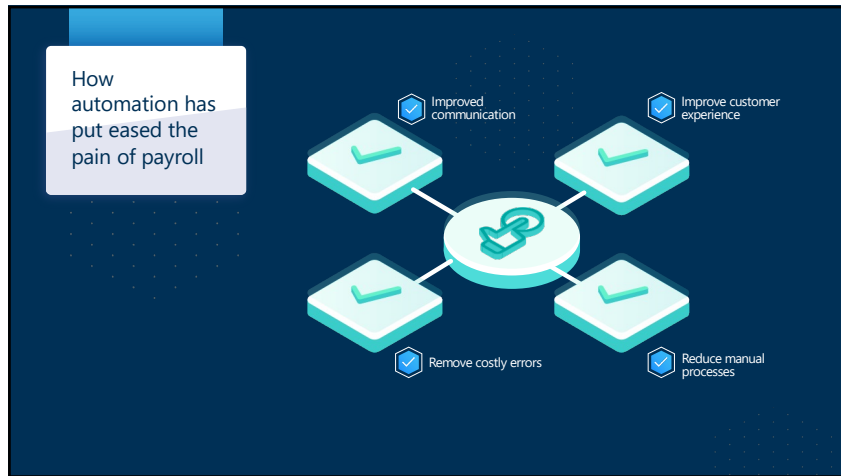 How
automation has
put eased the
pain of payroll
Improved
communication
Improve customer
experience
Remove costly errors
Reduce manual
processes